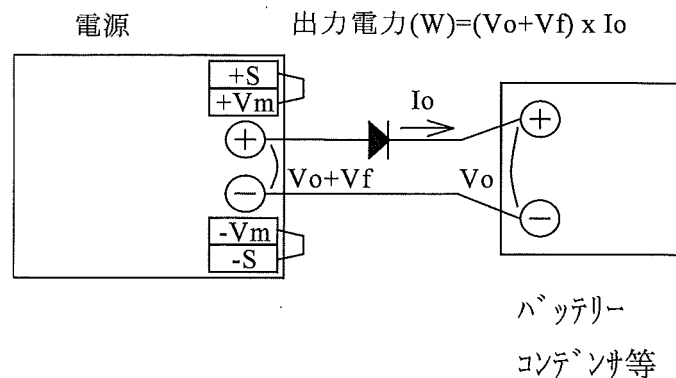 電源
出力電力(W)=(Vo+Vf) x Io
+S
+Vm
Io
+
+
Vo+Vf
Vo
−
−
-Vm
-S
バッテリー
コンデンサ等